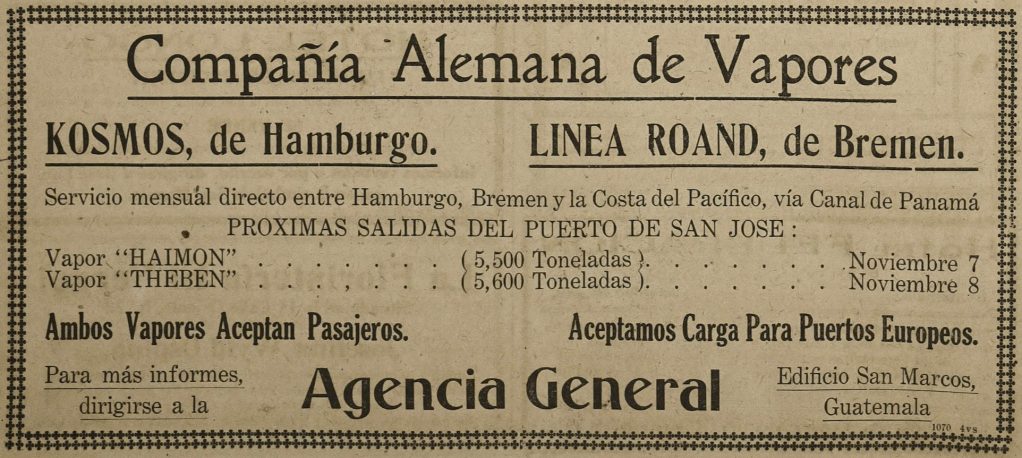 Compañía Alemana de Vapores
KOSMOS, de Hamburgo. LINEA ROAND, de Bremen.
Servicio mensual directo entre Hamburgo, Bremen y la Costa del Pacífico, vía Canal de Panamá
PROXIMAS SALIDAS DEL PUERTO DE SAN JOSE:
Vapor "HAIMON" . . . . . . . ( 5,500 Toneladas ). . . . . . . Noviembre 7
Vapor "THEBEN" . . . . . . . ( 5,600 Toneladas ). . . . . . . Noviembre 8
Ambos Vapores Aceptan Pasajeros. Aceptamos Carga Para Puertos Europeos.
Para más informes,
dirigirse a la
Agencia General
Edificio San Marcos,
Guatemala
1070 4vs